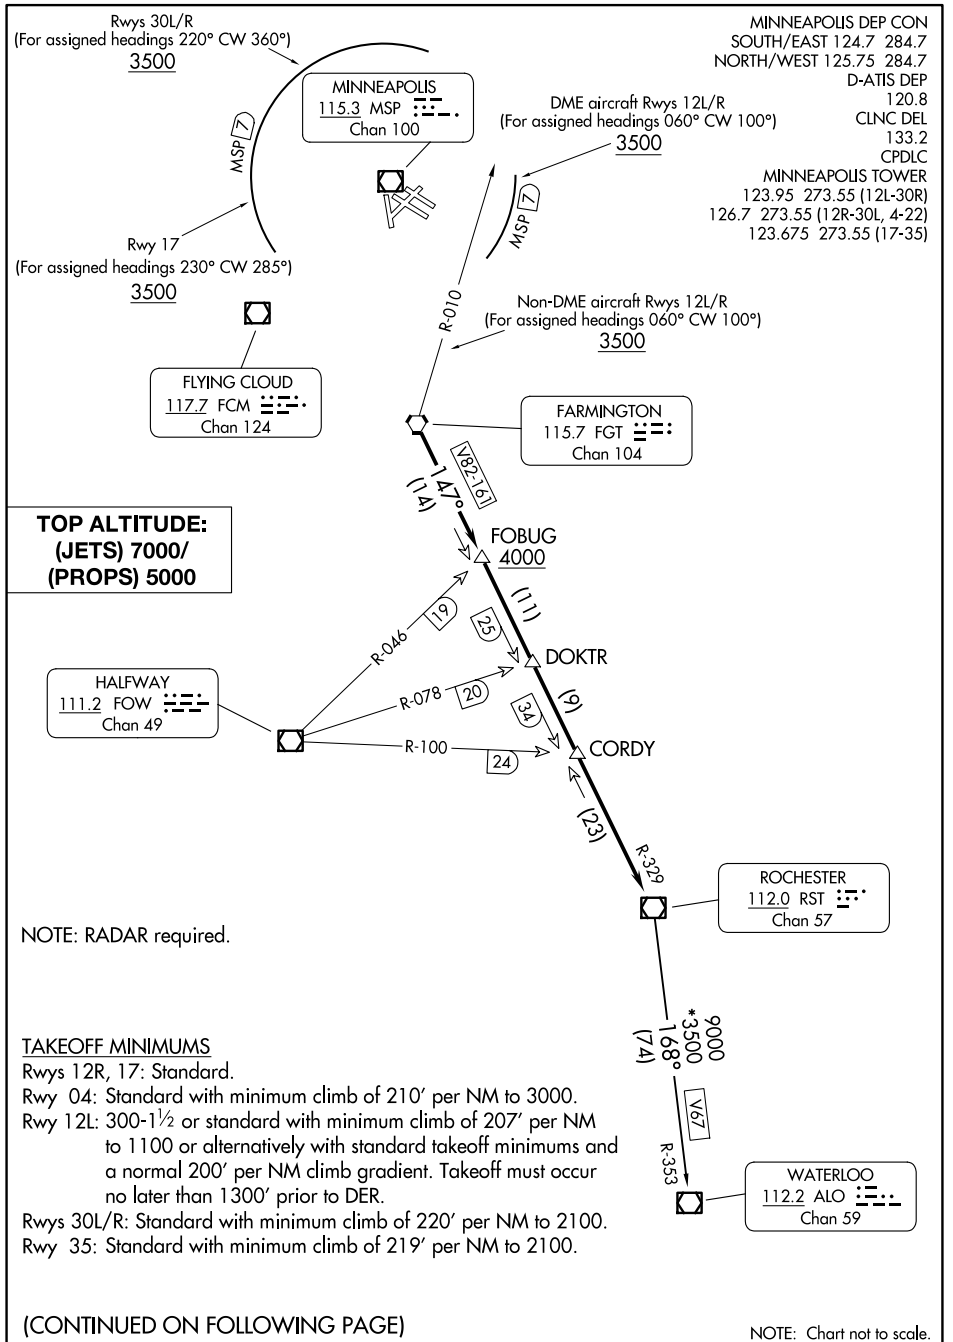 Rwys 30L/R
(For assigned headings 220° CW 360°)
3500
MINNEAPOLIS DEP CON
SOUTH/EAST 124.7 284.7
NORTH/WEST 125.75 284.7
D-ATIS DEP
120.8
CLNC DEL
133.2
CPDLC
MINNEAPOLIS TOWER
123.95 273.55 (12L-30R)
126.7 273.55 (12R-30L, 4-22)
123.675 273.55 (17-35)
MINNEAPOLIS
115.3 MSP
Chan 100
DME aircraft Rwys 12L/R
(For assigned headings 060° CW 100°)
3500
MSP 7
MSP 7
Rwy 17
(For assigned headings 230° CW 285°)
3500
R-010
Non-DME aircraft Rwys 12L/R
(For assigned headings 060° CW 100°)
3500
FLYING CLOUD
117.7 FCM
Chan 124
FARMINGTON
115.7 FGT
Chan 104
V82-161
147°
(14)
TOP ALTITUDE:
(JETS) 7000/
(PROPS) 5000
FOBUG
4000
(11)
19
25
R-046
DOKTR
HALFWAY
111.2 FOW
Chan 49
R-078
20
(9)
34
R-100
24
CORDY
(23)
R-329
ROCHESTER
112.0 RST
Chan 57
NOTE: RADAR required.
9000
*3500
168°
(74)
V67
R-353
WATERLOO
112.2 ALO
Chan 59
TAKEOFF MINIMUMS
Rwys 12R, 17: Standard.
Rwy 04: Standard with minimum climb of 210' per NM to 3000.
Rwy 12L: 300-1½ or standard with minimum climb of 207' per NM
to 1100 or alternatively with standard takeoff minimums and
a normal 200' per NM climb gradient. Takeoff must occur
no later than 1300' prior to DER.
Rwys 30L/R: Standard with minimum climb of 220' per NM to 2100.
Rwy 35: Standard with minimum climb of 219' per NM to 2100.
(CONTINUED ON FOLLOWING PAGE)
NOTE: Chart not to scale.